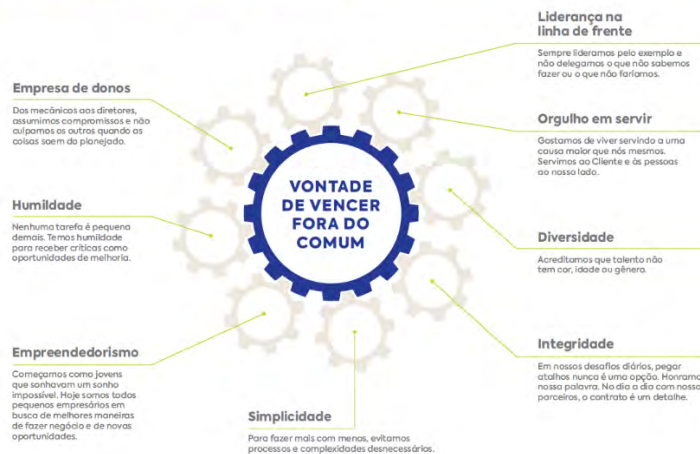 Liderança na
linha de frente
Sempre lideramos pelo exemplo e
não delegamos o que não sabemos
fazer ou o que não faríamos.
Empresa de donos
Dos mecânicos aos diretores,
assumimos compromissos e não
culpamos os outros quando as
coisas saem do planejado.
Orgulho em servir
Gostamos de viver servindo a uma
causa maior que nós mesmos.
Servimos ao Cliente e às pessoas
ao nosso lado.
VONTADE
DE VENCER
FORA DO
COMUM
Humildade
Nenhuma tarefa é pequena
demais. Temos humildade
para receber críticas como
oportunidades de melhoria.
Diversidade
Acreditamos que talento não
tem cor, idade ou gênero.
Integridade
Em nossos desafios diários, pegar
atalhos nunca é uma opção. Honramo
nossa palavra. No dia a dia com nosso
parceiros, o contrato é um detalhe.
Empreendedorismo
Começamos como jovens
que sonhavam um sonho
impossível. Hoje somos todos
pequenos empresários em
busca de melhores maneiras
de fazer negócio e de novas
oportunidades.
Simplicidade
Para fazer mais com menos, evitamos
processos e complexidades desnecessários.